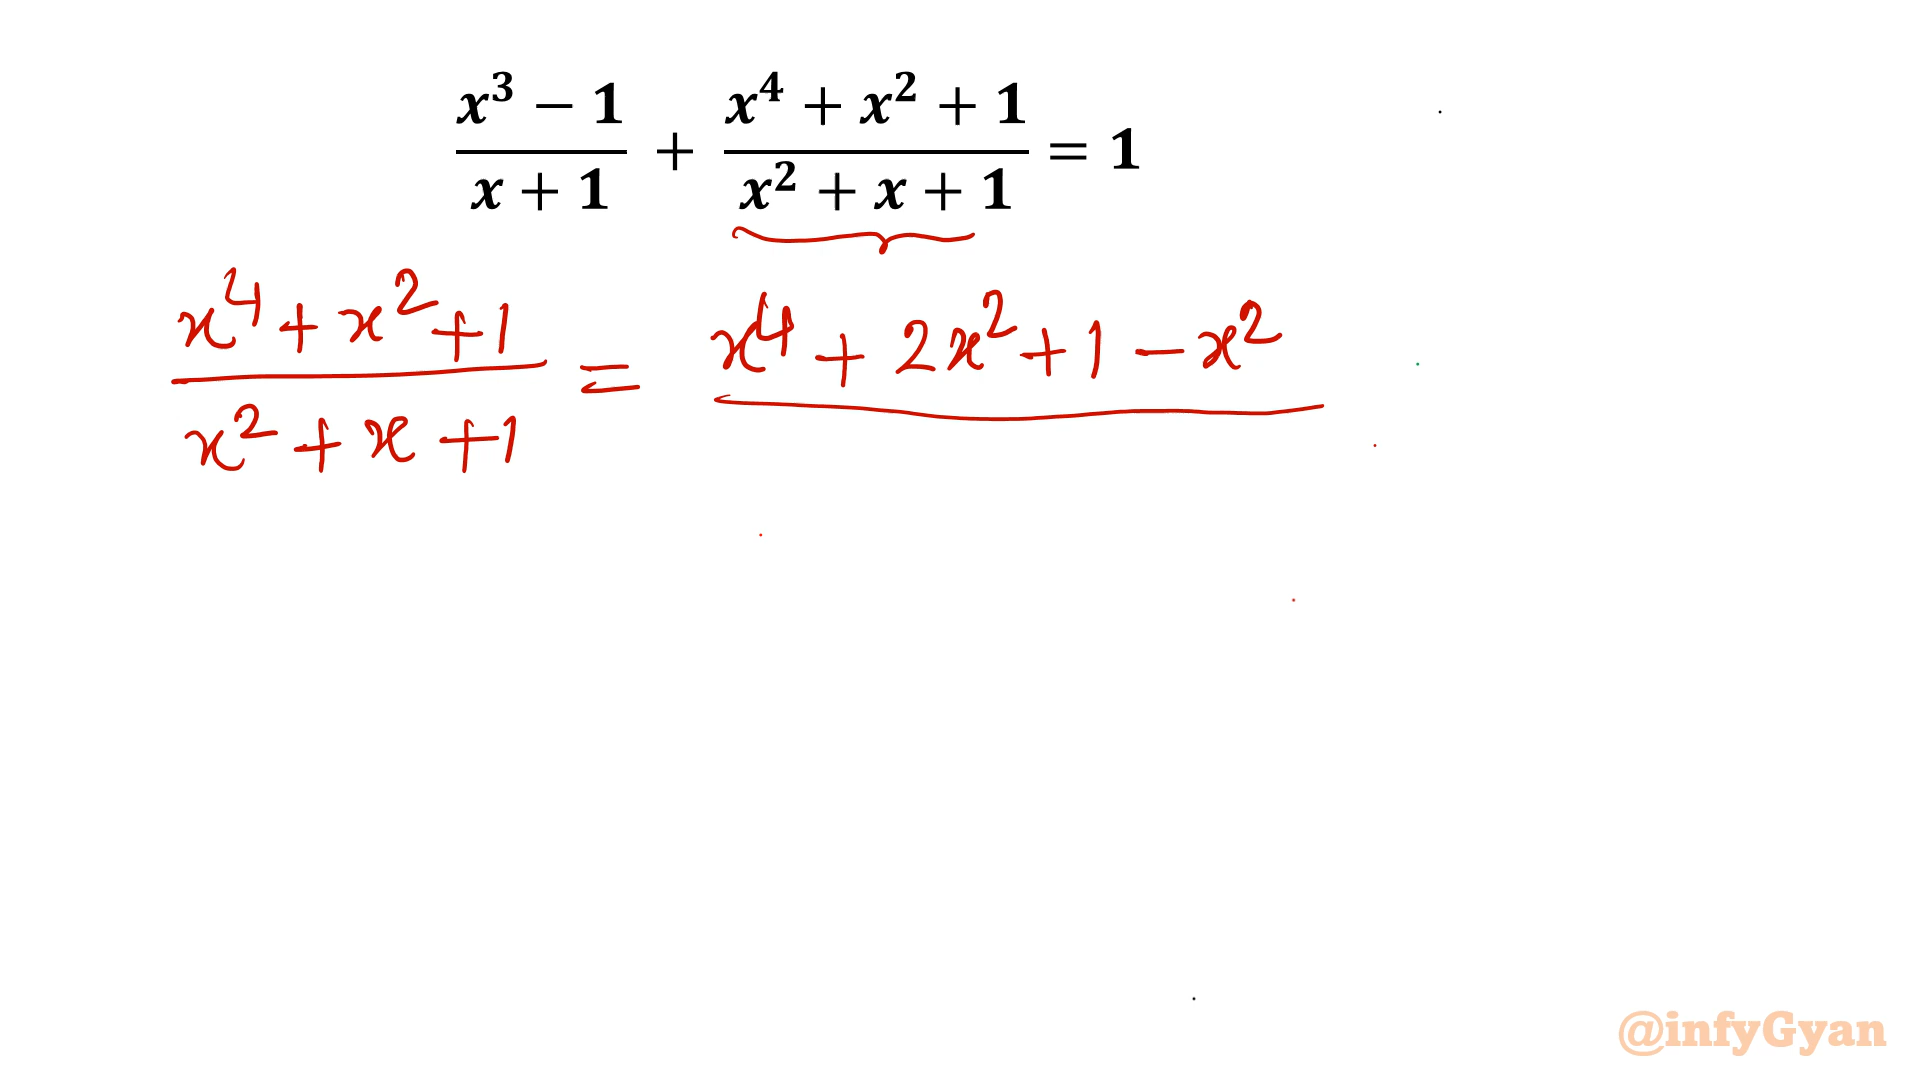 (x³ − 1)/(x + 1) + (x⁴ + x² + 1)/(x² + x + 1) = 1
(x⁴ + x² + 1)/(x² + x + 1) = x⁴ + 2x² + 1 − x²
@infyGyan